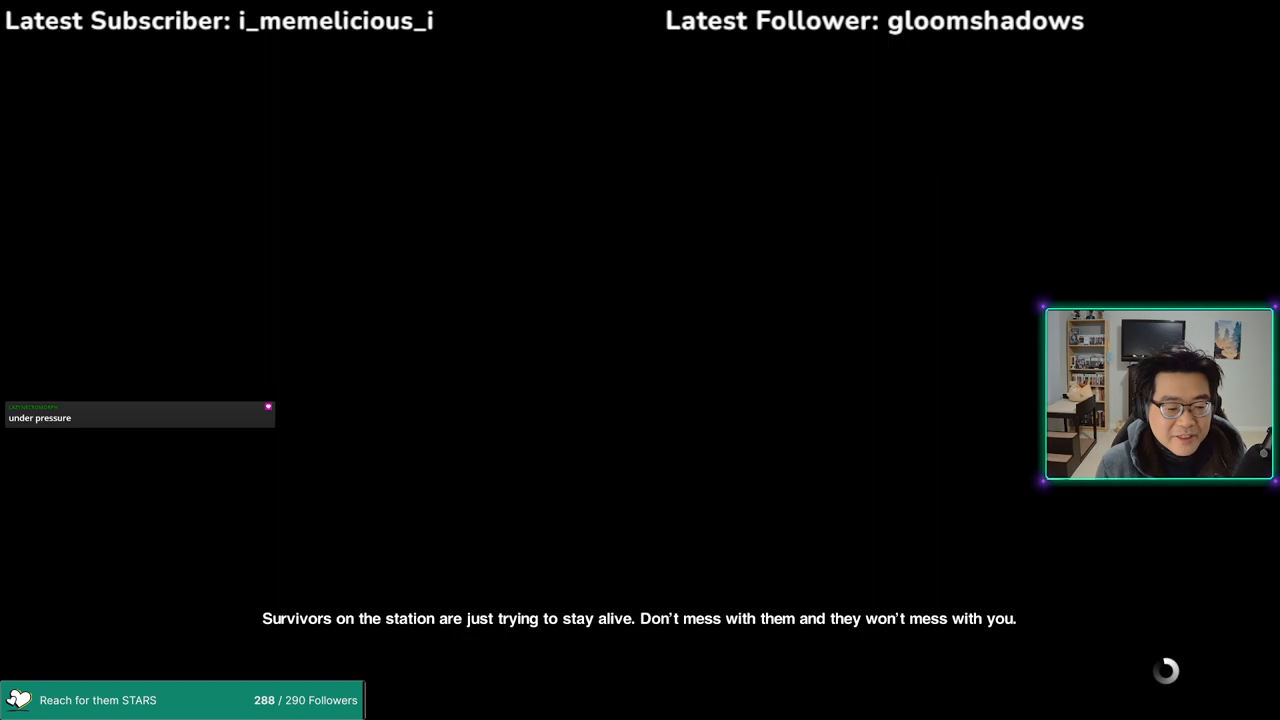 Latest Subscriber: i_memelicious_i
Latest Follower: gloomshadows
under pressure
Survivors on the station are just trying to stay alive. Don't mess with them and they won't mess with you.
Reach for them STARS
288 / 290 Followers